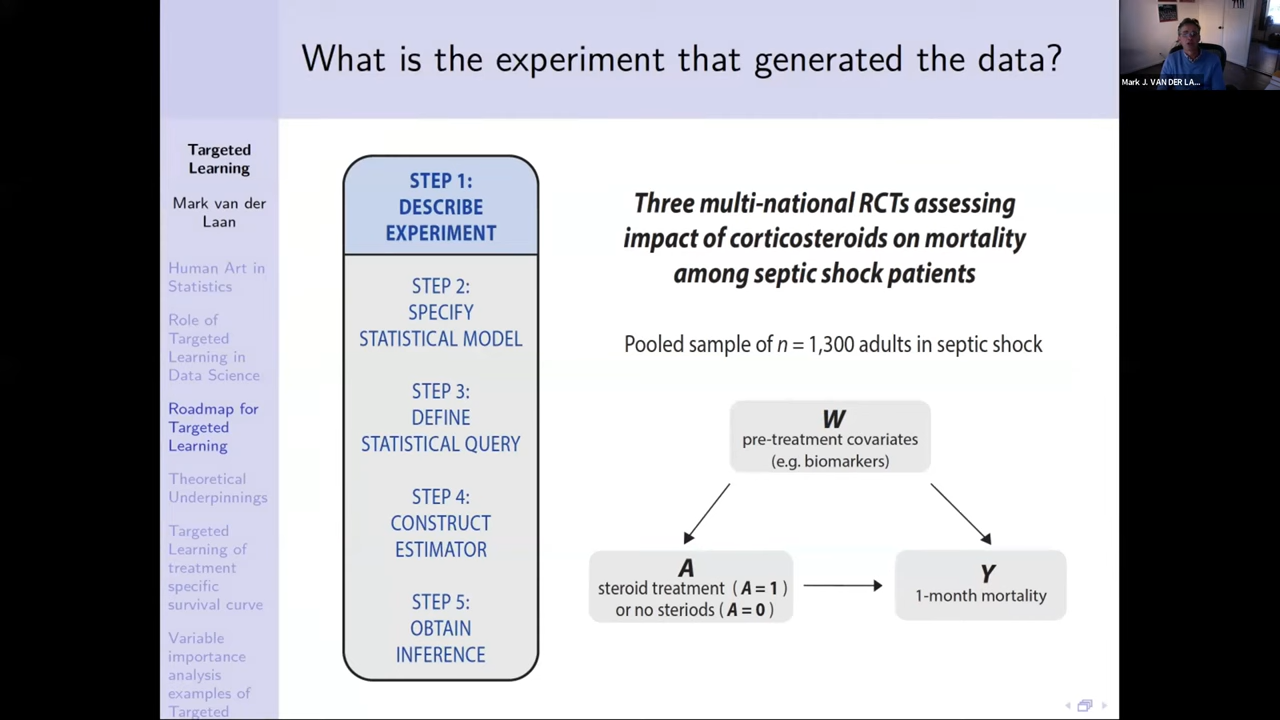 What is the experiment that generated the data?
Mark J. VAN DER LA...
Targeted
Learning
Mark van der
Laan
Human Art in
Statistics
Role of
Targeted
Learning in
Data Science
Roadmap for
Targeted
Learning
Theoretical
Underpinnings
Targeted
Learning of
treatment
specific
survival curve
Variable
importance
analysis
examples of
Targeted
STEP 1:
DESCRIBE
EXPERIMENT
STEP 2:
SPECIFY
STATISTICAL MODEL
STEP 3:
DEFINE
STATISTICAL QUERY
STEP 4:
CONSTRUCT
ESTIMATOR
STEP 5:
OBTAIN
INFERENCE
Three multi-national RCTs assessing
impact of corticosteroids on mortality
among septic shock patients
Pooled sample of n = 1,300 adults in septic shock
W
pre-treatment covariates
(e.g. biomarkers)
A
steroid treatment ( A = 1 )
or no steriods ( A = 0 )
Y
1-month mortality